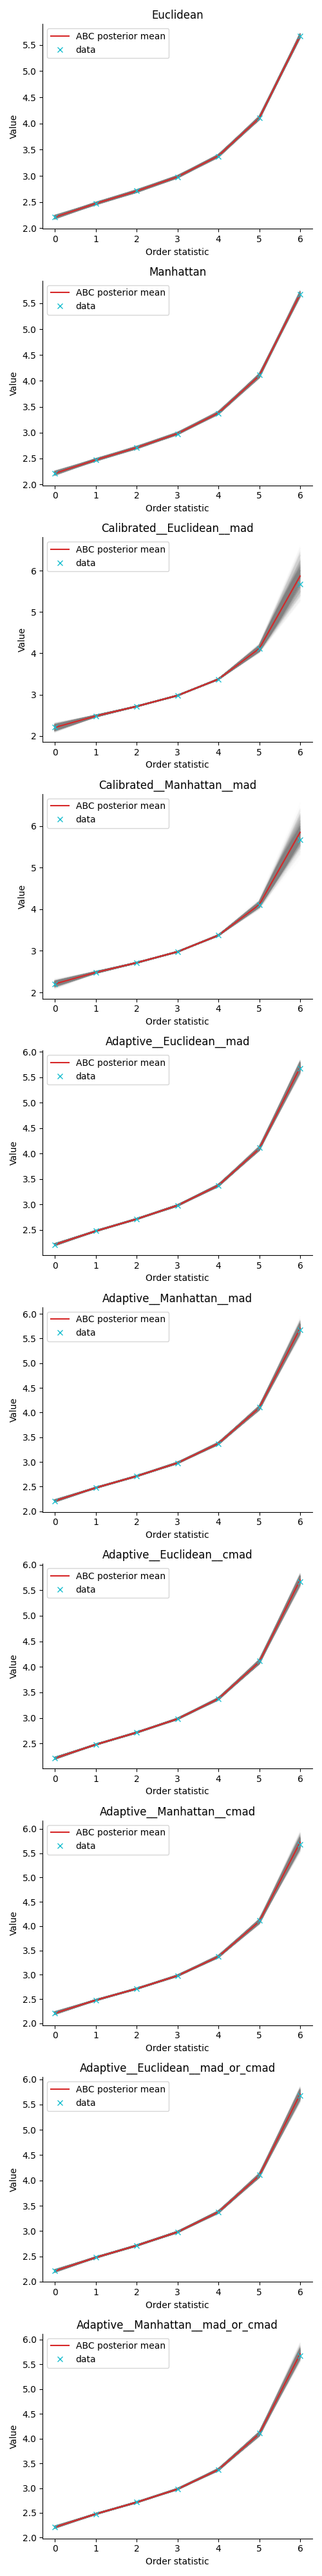 Euclidean
ABC posterior mean
data
5.5
5.0
4.5
4.0
3.5
3.0
2.5
2.0
Value
0 1 2 3 4 5 6
Order statistic
Manhattan
ABC posterior mean
data
5.5
5.0
4.5
4.0
3.5
3.0
2.5
2.0
Value
0 1 2 3 4 5 6
Order statistic
Calibrated__Euclidean__mad
ABC posterior mean
data
6
5
4
3
2
Value
0 1 2 3 4 5 6
Order statistic
Calibrated__Manhattan__mad
ABC posterior mean
data
6
5
4
3
2
Value
0 1 2 3 4 5 6
Order statistic
Adaptive__Euclidean__mad
ABC posterior mean
data
6.0
5.5
5.0
4.5
4.0
3.5
3.0
2.5
Value
0 1 2 3 4 5 6
Order statistic
Adaptive__Manhattan__mad
ABC posterior mean
data
6.0
5.5
5.0
4.5
4.0
3.5
3.0
2.5
2.0
Value
0 1 2 3 4 5 6
Order statistic
Adaptive__Euclidean__cmad
ABC posterior mean
data
6.0
5.5
5.0
4.5
4.0
3.5
3.0
2.5
Value
0 1 2 3 4 5 6
Order statistic
Adaptive__Manhattan__cmad
ABC posterior mean
data
6.0
5.5
5.0
4.5
4.0
3.5
3.0
2.5
2.0
Value
0 1 2 3 4 5 6
Order statistic
Adaptive__Euclidean__mad_or_cmad
ABC posterior mean
data
6.0
5.5
5.0
4.5
4.0
3.5
3.0
2.5
2.0
Value
0 1 2 3 4 5 6
Order statistic
Adaptive__Manhattan__mad_or_cmad
ABC posterior mean
data
6.0
5.5
5.0
4.5
4.0
3.5
3.0
2.5
2.0
Value
0 1 2 3 4 5 6
Order statistic